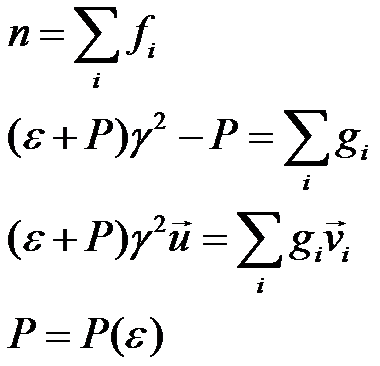 n = ∑_i f_i
(ε + P)γ² − P = ∑_i g_i
(ε + P)γ² u⃗ = ∑_i g_i v⃗_i
P = P(ε)